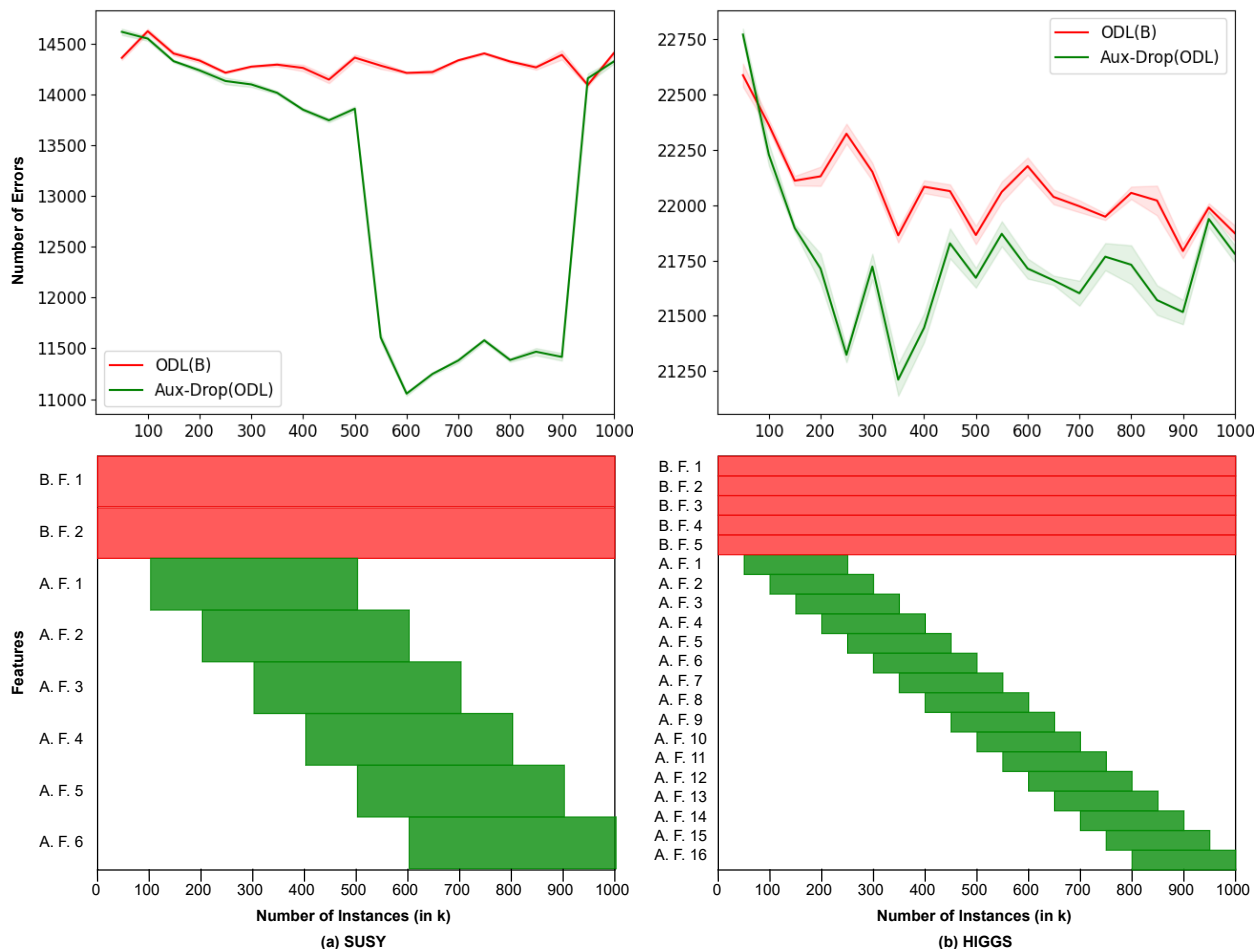 14500
14000
13500
13000
12500
12000
11500
11000
Number of Errors
ODL(B)
Aux-Drop(ODL)
100 200 300 400 500 600 700 800 900 1000
22750
22500
22250
22000
21750
21500
21250
ODL(B)
Aux-Drop(ODL)
100 200 300 400 500 600 700 800 900 1000
Features
B. F. 1
B. F. 2
A. F. 1
A. F. 2
A. F. 3
A. F. 4
A. F. 5
A. F. 6
0 100 200 300 400 500 600 700 800 900 1000
Number of Instances (in k)
(a) SUSY
B. F. 1
B. F. 2
B. F. 3
B. F. 4
B. F. 5
A. F. 1
A. F. 2
A. F. 3
A. F. 4
A. F. 5
A. F. 6
A. F. 7
A. F. 8
A. F. 9
A. F. 10
A. F. 11
A. F. 12
A. F. 13
A. F. 14
A. F. 15
A. F. 16
0 100 200 300 400 500 600 700 800 900 1000
Number of Instances (in k)
(b) HIGGS